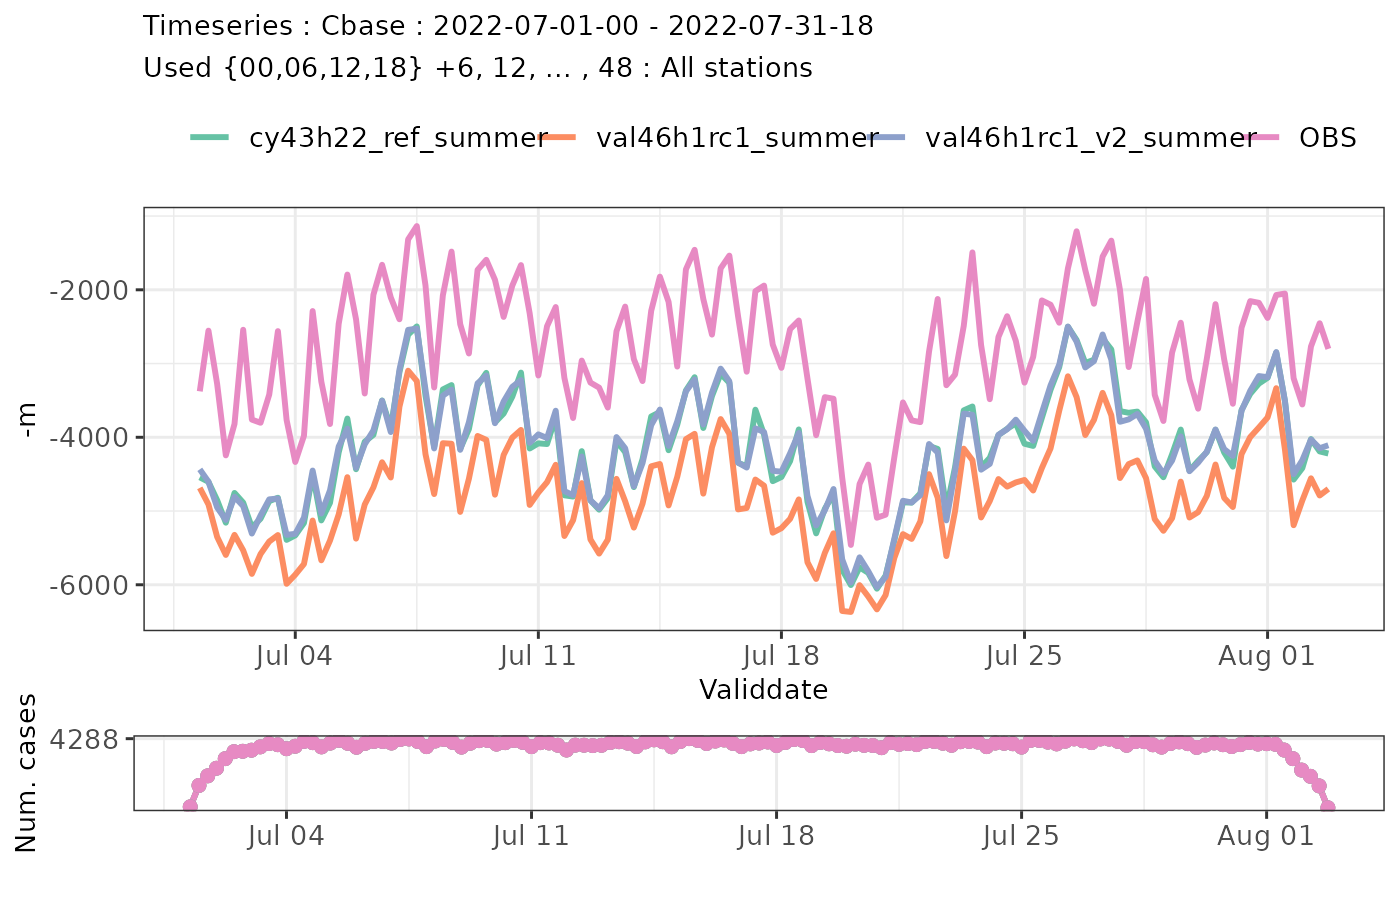 Timeseries : Cbase : 2022-07-01-00 - 2022-07-31-18
Used {00,06,12,18} +6, 12, ... , 48 : All stations
cy43h22_ref_summer val46h1rc1_summer val46h1rc1_v2_summer OBS
-m
-2000
-4000
-6000
Jul 04 Jul 11 Jul 18 Jul 25 Aug 01
Validdate
Num. cases
4288
Jul 04 Jul 11 Jul 18 Jul 25 Aug 01